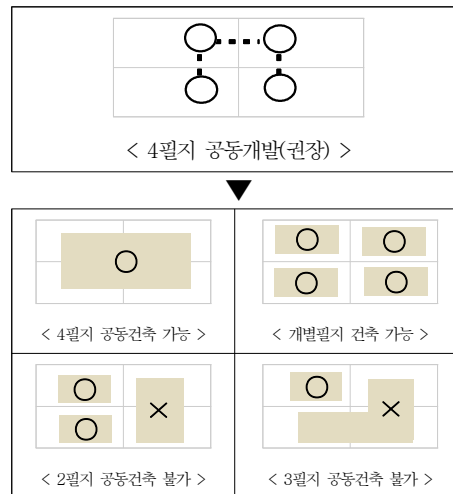 < 4필지 공동개발(권장) >
< 4필지 공동건축 가능 >
< 개별필지 건축 가능 >
< 2필지 공동건축 불가 >
< 3필지 공동건축 불가 >